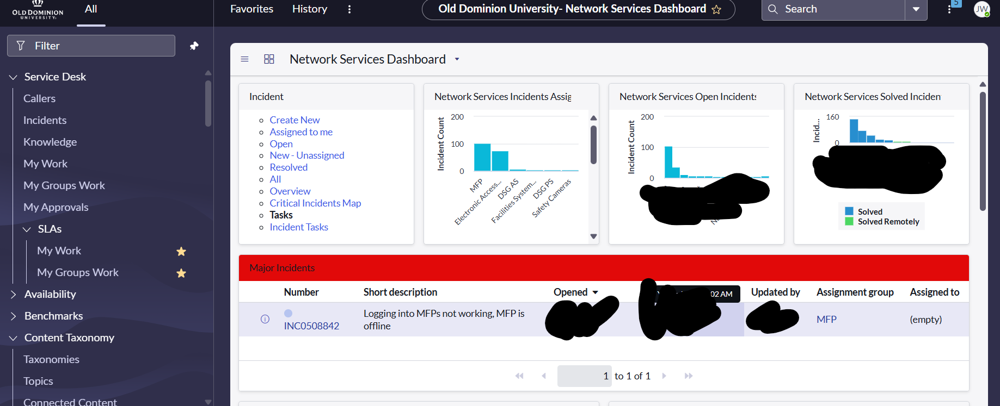 OLD DOMINION
UNIVERSITY
All
Favorites
History
Old Dominion University- Network Services Dashboard
Search
5
JW
Filter
Service Desk
Callers
Incidents
Knowledge
My Work
My Groups Work
My Approvals
SLAs
My Work
My Groups Work
Availability
Benchmarks
Content Taxonomy
Taxonomies
Topics
Connected Content
Network Services Dashboard
Incident
Create New
Assigned to me
Open
New - Unassigned
Resolved
All
Overview
Critical Incidents Map
Tasks
Incident Tasks
Network Services Incidents Assig
Incident Count
200
100
0
MFP
Electronic Access...
DSG AS
Facilities System...
DSG PS
Safety Cameras
Network Services Open Incidents
Incident Count
200
100
0
Network Services Solved Inciden
Incid...
160
0
Solved
Solved Remotely
Major Incidents
Number
Short description
Opened
02 AM
Updated by
Assignment group
Assigned to
INC0508842
Logging into MFPs not working, MFP is
offline
MFP
(empty)
1 to 1 of 1